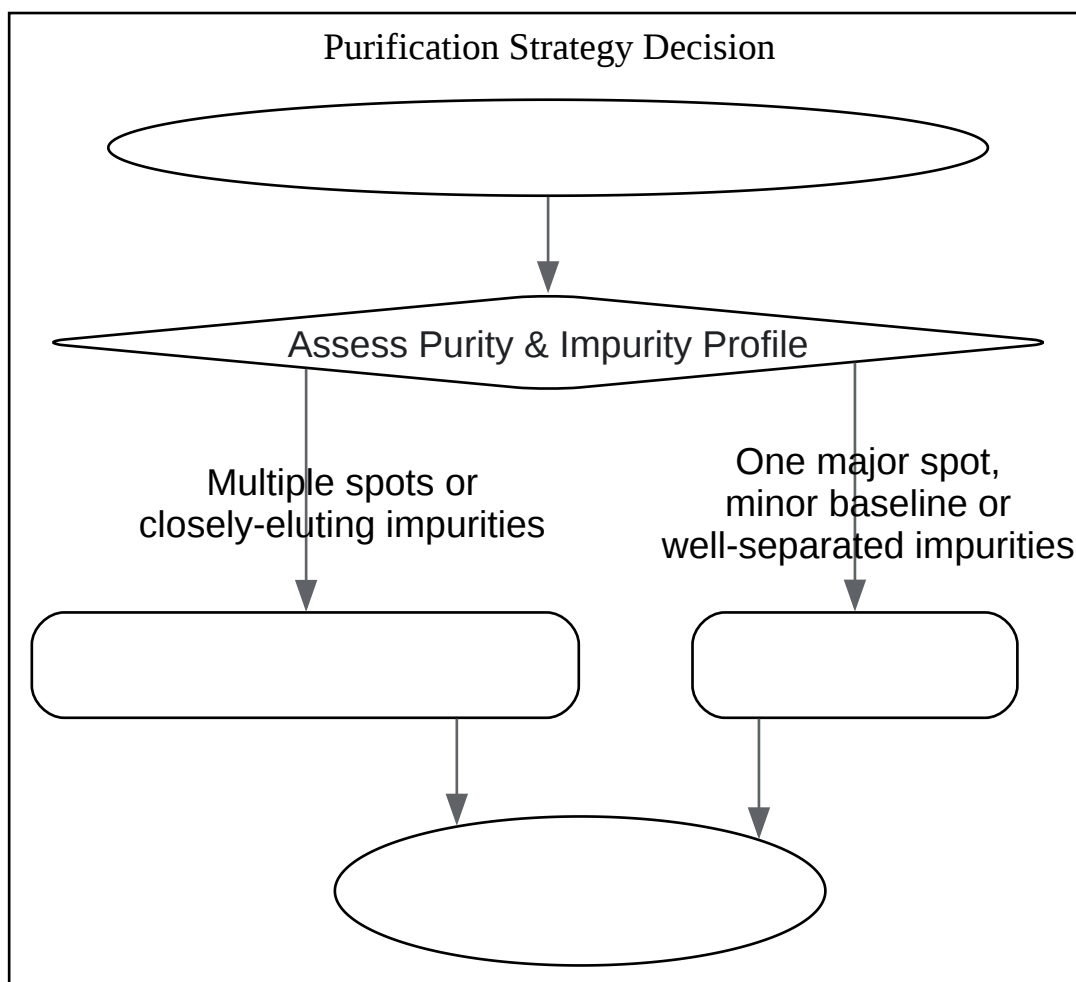 Purification Strategy Decision
Assess Purity & Impurity Profile
Multiple spots or
closely-eluting impurities
One major spot,
minor baseline or
well-separated impurities